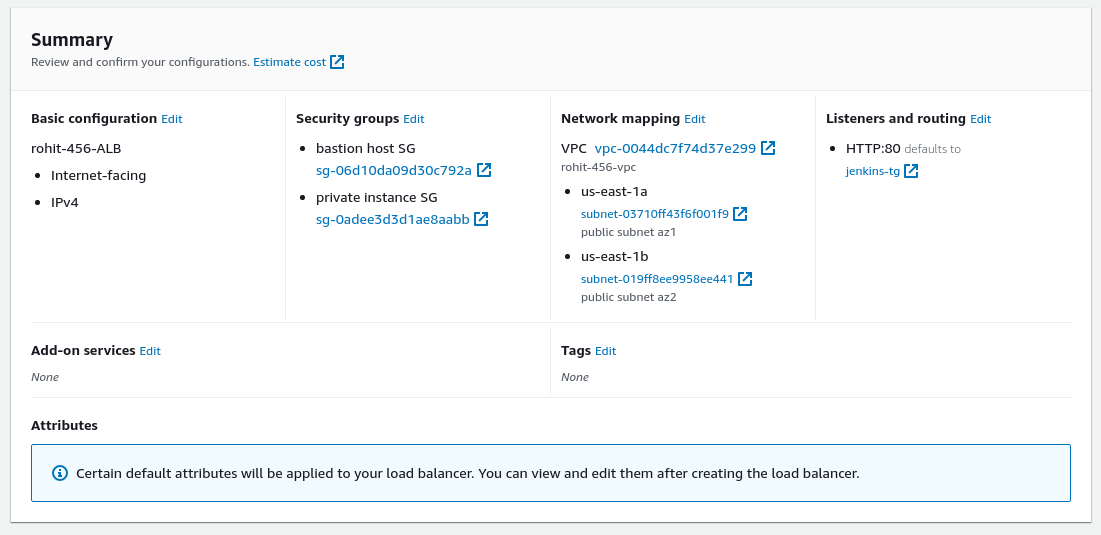 Summary
Review and confirm your configurations. Estimate cost
Basic configuration Edit
rohit-456-ALB
Internet-facing
IPv4
Security groups Edit
bastion host SG
sg-06d10da09d30c792a
private instance SG
sg-0adee3d3d1ae8aabb
Network mapping Edit
VPC vpc-0044dc7f74d37e299
rohit-456-vpc
us-east-1a
subnet-03710ff43f6f001f9
public subnet az1
us-east-1b
subnet-019ff8ee9958ee441
public subnet az2
Listeners and routing Edit
HTTP:80 defaults to
jenkins-tg
Add-on services Edit
None
Tags Edit
None
Attributes
Certain default attributes will be applied to your load balancer. You can view and edit them after creating the load balancer.